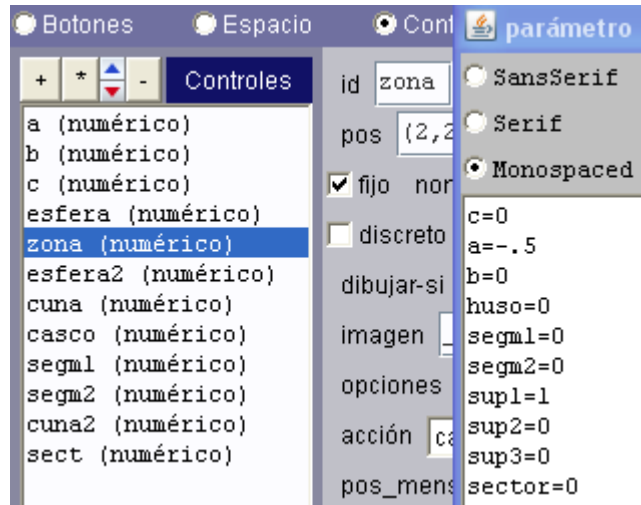 Botones Espacio Cont
+ * - Controles
a (numérico)
b (numérico)
c (numérico)
esfera (numérico)
zona (numérico)
esfera2 (numérico)
cuna (numérico)
casco (numérico)
segm1 (numérico)
segm2 (numérico)
cuna2 (numérico)
sect (numérico)
id zona
pos (2,2
fijo nor
discreto
dibujar-si
imagen _
opciones
acción ca
pos_mens
parámetro
SansSerif
Serif
Monospaced
c=0
a=-.5
b=0
huso=0
segm1=0
segm2=0
sup1=1
sup2=0
sup3=0
sector=0